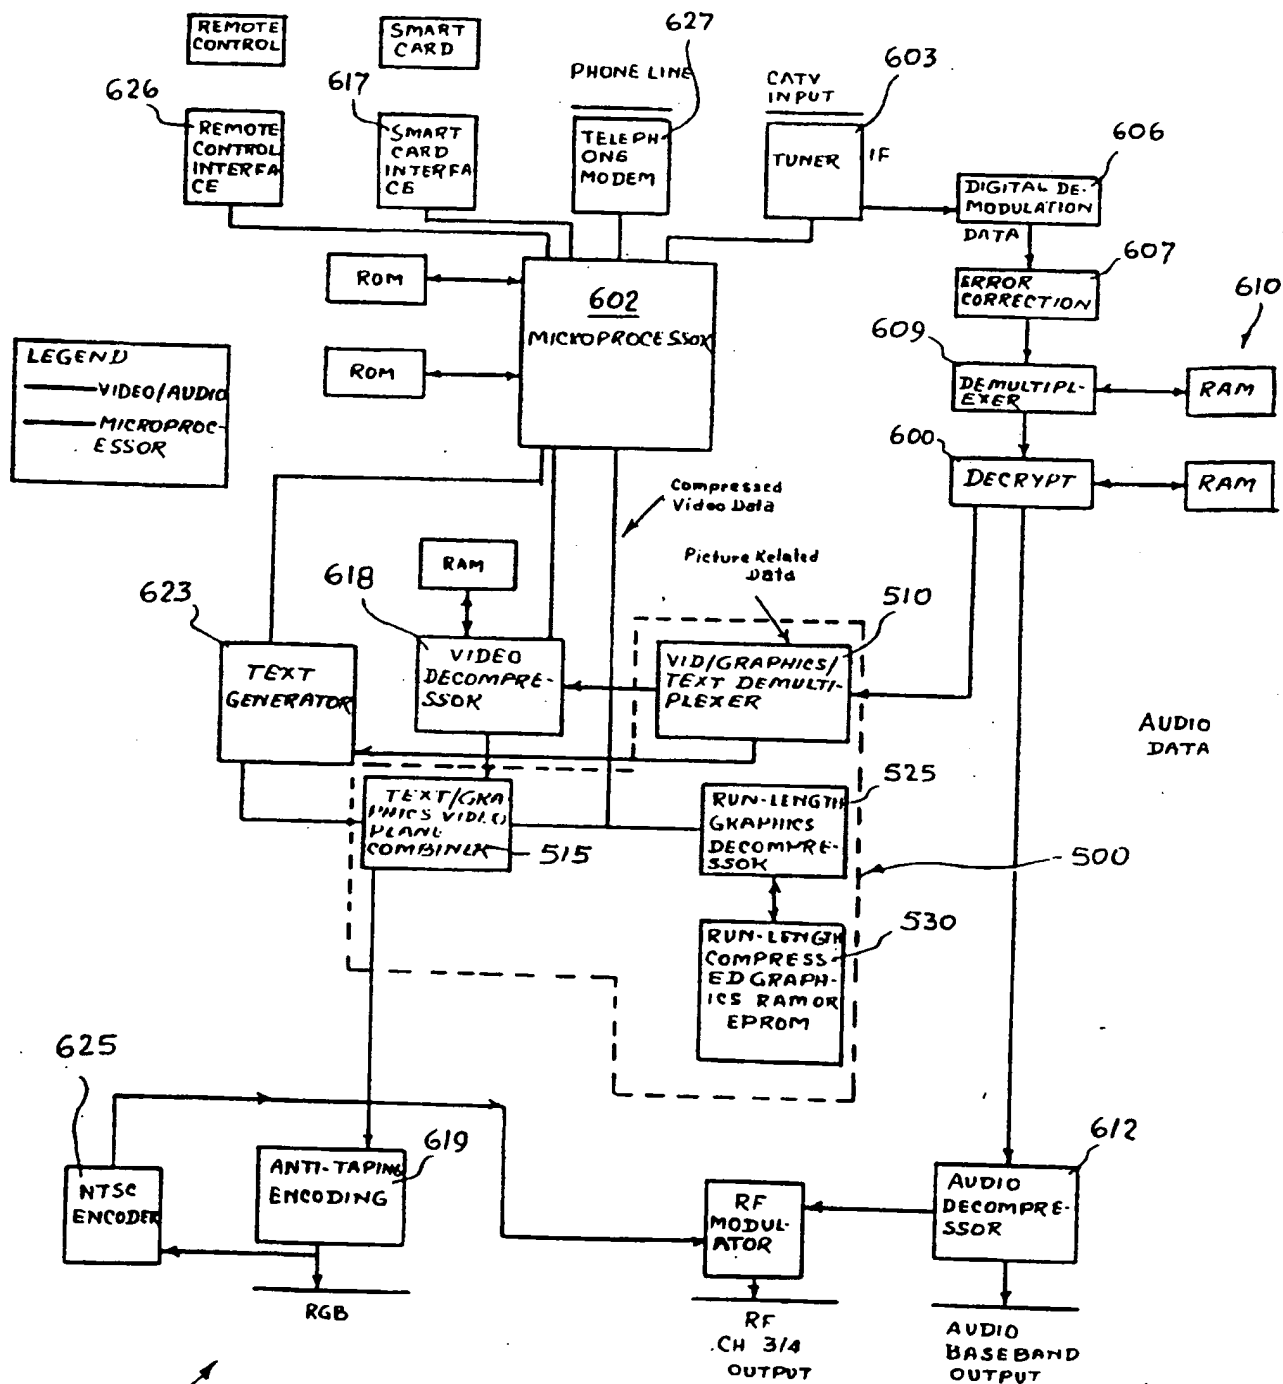 REMOTE
CONTROL
SMART
CARD
627
PHONE LINE
CATV
INPUT
603
626
617
606
REMOTE
CONTROL
INTERFA
CE
SMART
CARD
INTERFA
CE
TELEPH
ONE
MODEM
TUNER
IF
DIGITAL DE-
MODULATION
DATA
607
ERROR
CORRECTION
610
ROM
602
MICROPROCESSOR
609
LEGEND
VIDEO/AUDIO
MICROPROC-
ESSOR
ROM
DEMULTIPL-
EXER
RAM
600
DECRYPT
RAM
Compressed
Video Data
Picture Related
Data
RAM
618
623
510
TEXT
GENERATOR
VIDEO
DECOMPRE-
SSOR
VID/GRAPHICS/
TEXT DEMULTI-
PLEXER
AUDIO
DATA
525
TEXT/GRA
PHICS VIDEO
PLANE
COMBINER
515
RUN-LENGTH
GRAPHICS
DECOMPRE-
SSOR
500
530
RUN-LENGTH
COMPRESS
ED GRAPH-
ICS RAM OR
EPROM
625
619
612
NTSC
ENCODER
ANTI-TAPING
ENCODING
RF
MODUL-
ATOR
AUDIO
DECOMPRE-
SSOR
RGB
RF
CH 3/4
OUTPUT
AUDIO
BASEBAND
OUTPUT